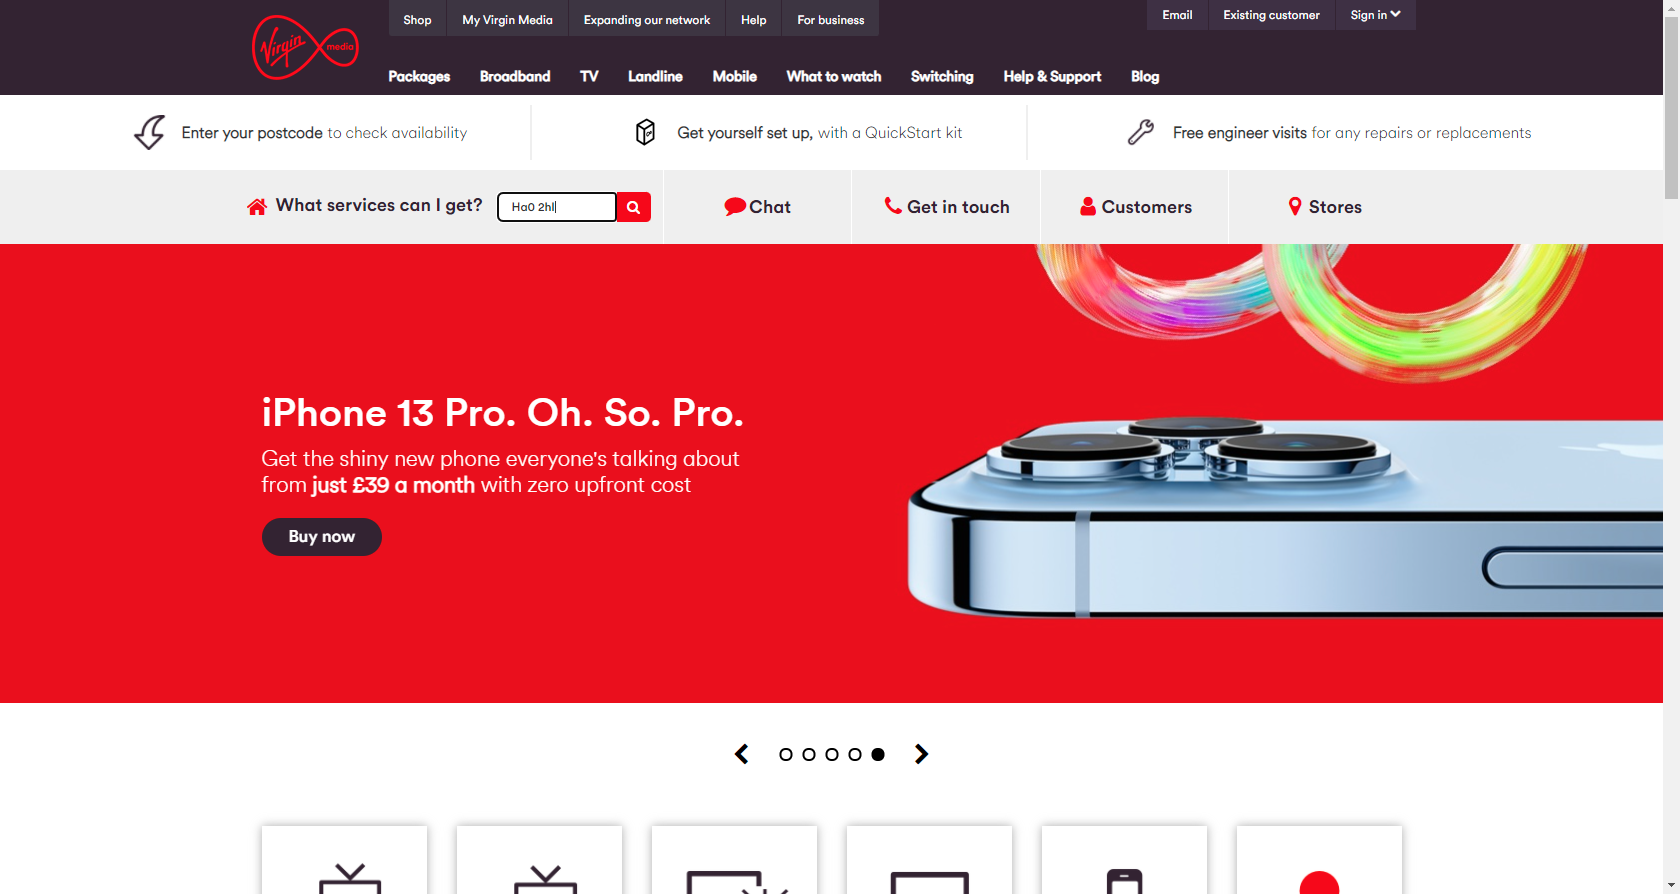 Shop
My Virgin Media
Expanding our network
Help
For business
Email
Existing customer
Sign in
Virgin media
Packages
Broadband
TV
Landline
Mobile
What to watch
Switching
Help & Support
Blog
Enter your postcode to check availability
Get yourself set up, with a QuickStart kit
Free engineer visits for any repairs or replacements
What services can I get?
Ha0 2hl
Chat
Get in touch
Customers
Stores
iPhone 13 Pro. Oh. So. Pro.
Get the shiny new phone everyone's talking about
from just £39 a month with zero upfront cost
Buy now